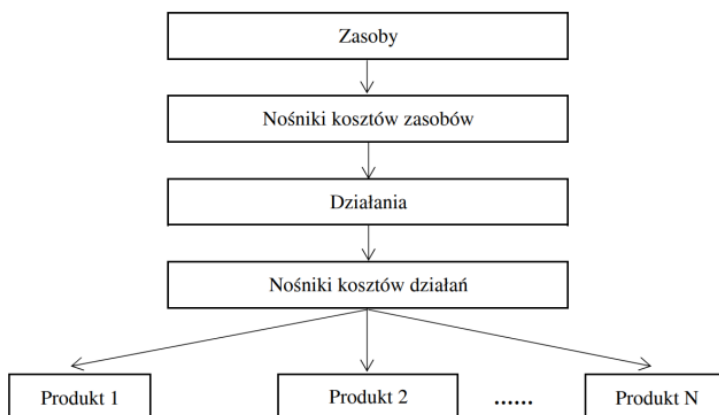 Zasoby
Nośniki kosztów zasobów
Działania
Nośniki kosztów działań
Produkt 1
Produkt 2
......
Produkt N